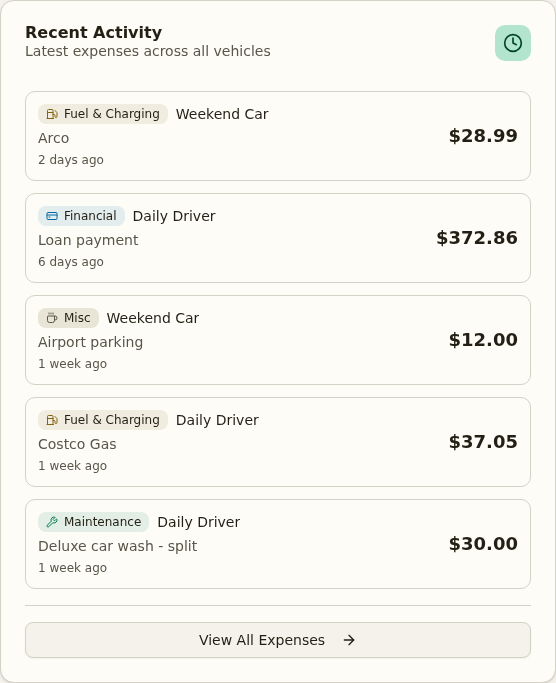 Recent Activity
Latest expenses across all vehicles
Fuel & Charging Weekend Car
Arco
$28.99
2 days ago
Financial Daily Driver
Loan payment
$372.86
6 days ago
Misc Weekend Car
Airport parking
$12.00
1 week ago
Fuel & Charging Daily Driver
Costco Gas
$37.05
1 week ago
Maintenance Daily Driver
Deluxe car wash - split
$30.00
1 week ago
View All Expenses